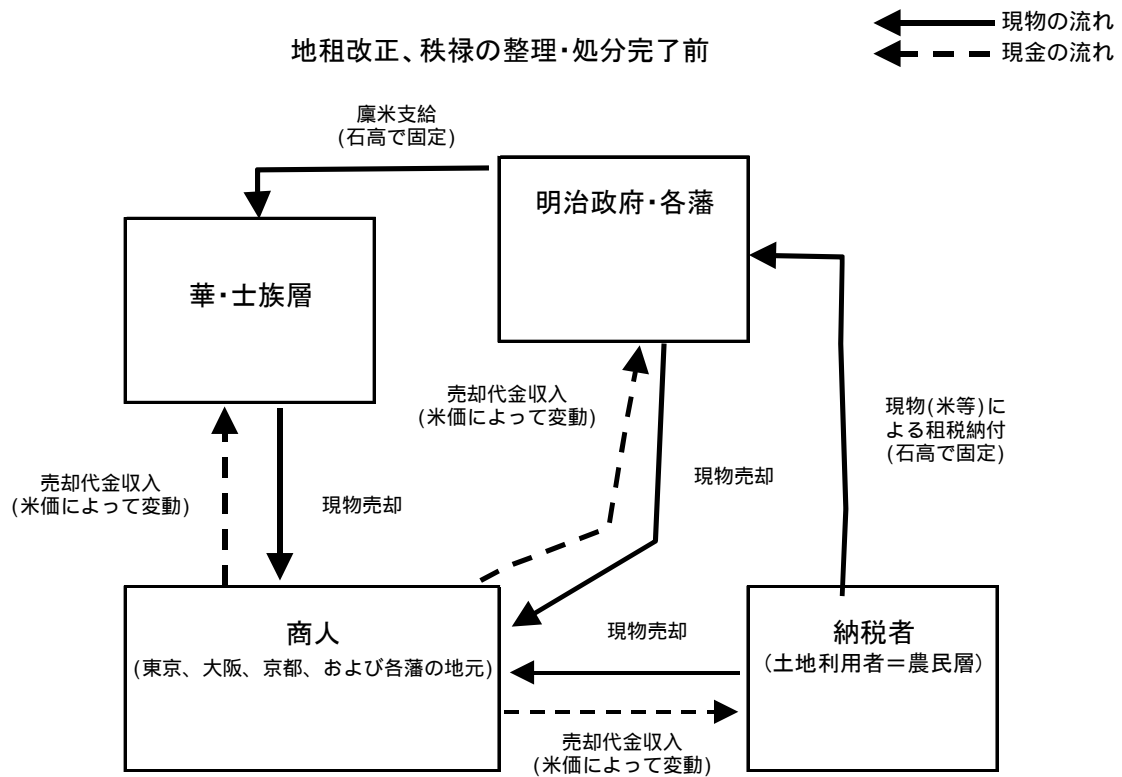 現物の流れ
地租改正、秩禄の整理・処分完了前
現金の流れ
廩米支給
(石高で固定)
明治政府・各藩
華・士族層
売却代金収入
(米価によって変動)
現物(米等)に
よる租税納付
(石高で固定)
売却代金収入
(米価によって変動)
現物売却
現物売却
商人
(東京、大阪、京都、および各藩の地元)
現物売却
納税者
(土地利用者=農民層)
売却代金収入
(米価によって変動)